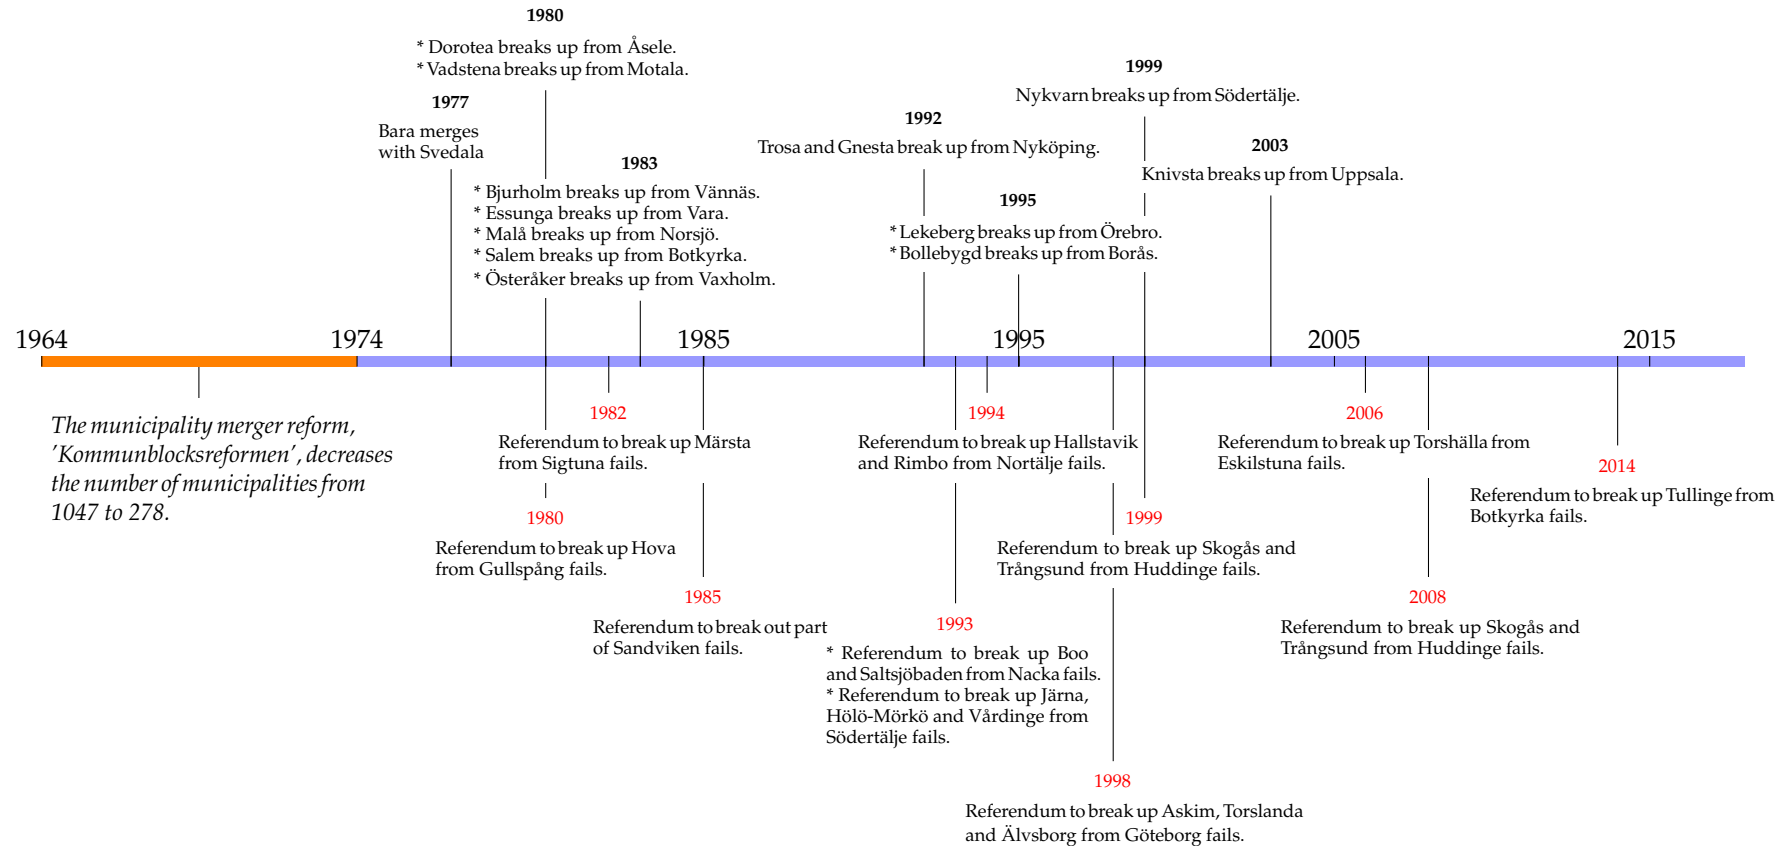 1980
* Dorotea breaks up from Åsele.
* Vadstena breaks up from Motala.
1977
Bara merges
with Svedala
1983
* Bjurholm breaks up from Vännäs.
* Essunga breaks up from Vara.
* Malå breaks up from Norsjö.
* Salem breaks up from Botkyrka.
* Österåker breaks up from Vaxholm.
1992
Trosa and Gnesta break up from Nyköping.
1995
* Lekeberg breaks up from Örebro.
* Bollebygd breaks up from Borås.
1999
Nykvarn breaks up from Södertälje.
2003
Knivsta breaks up from Uppsala.
1964
1974
1985
1995
2005
2015
The municipality merger reform,
'Kommunblocksreformen', decreases
the number of municipalities from
1047 to 278.
1982
Referendum to break up Märsta
from Sigtuna fails.
1980
Referendum to break up Hova
from Gullspång fails.
1985
Referendum to break out part
of Sandviken fails.
1994
Referendum to break up Hallstavik
and Rimbo from Nortälje fails.
1993
* Referendum to break up Boo
and Saltsjöbaden from Nacka fails.
* Referendum to break up Järna,
Hölö-Mörkö and Vårdinge from
Södertälje fails.
1999
Referendum to break up Skogås and
Trångsund from Huddinge fails.
1998
Referendum to break up Askim, Torslanda
and Älvsborg from Göteborg fails.
2006
Referendum to break up Torshälla from
Eskilstuna fails.
2008
Referendum to break up Skogås and
Trångsund from Huddinge fails.
2014
Referendum to break up Tullinge from
Botkyrka fails.